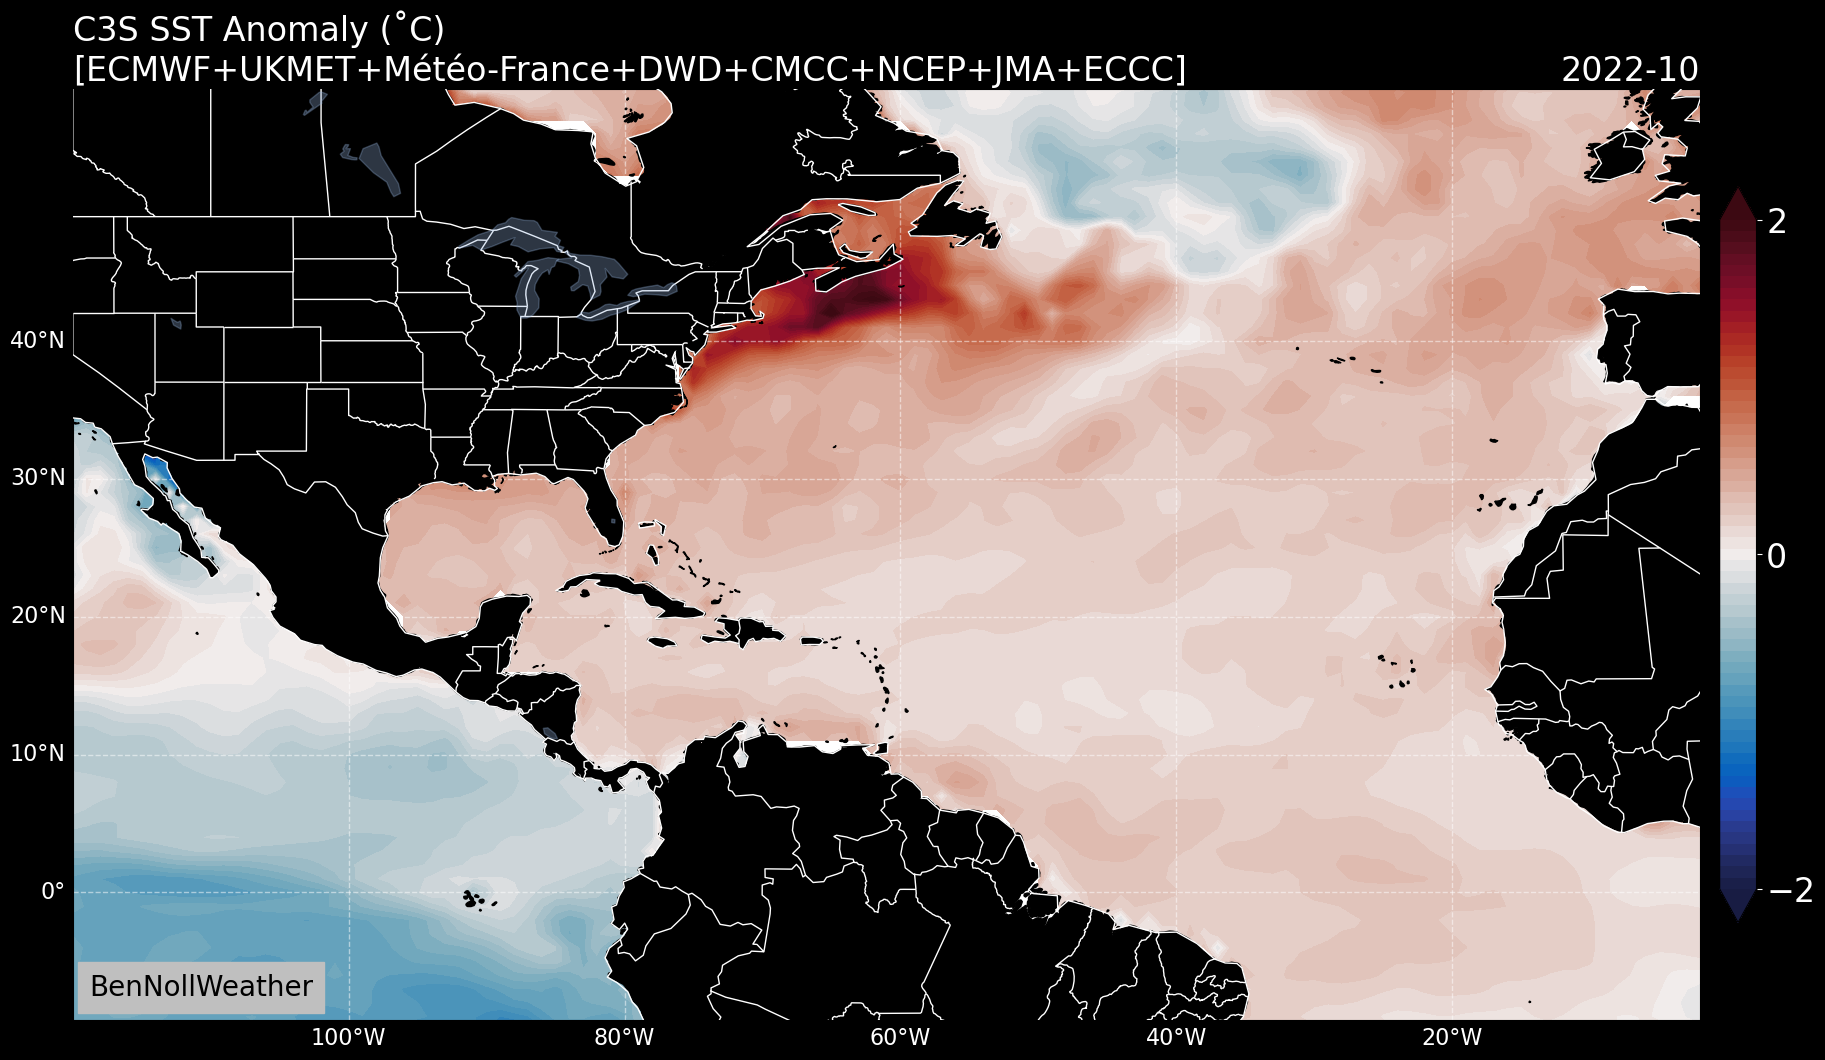 C3S SST Anomaly (˚C)
[ECMWF+UKMET+Météo-France+DWD+CMCC+NCEP+JMA+ECCC]
2022-10
2
0
−2
40°N
30°N
20°N
10°N
0°
BenNollWeather
100°W
80°W
60°W
40°W
20°W